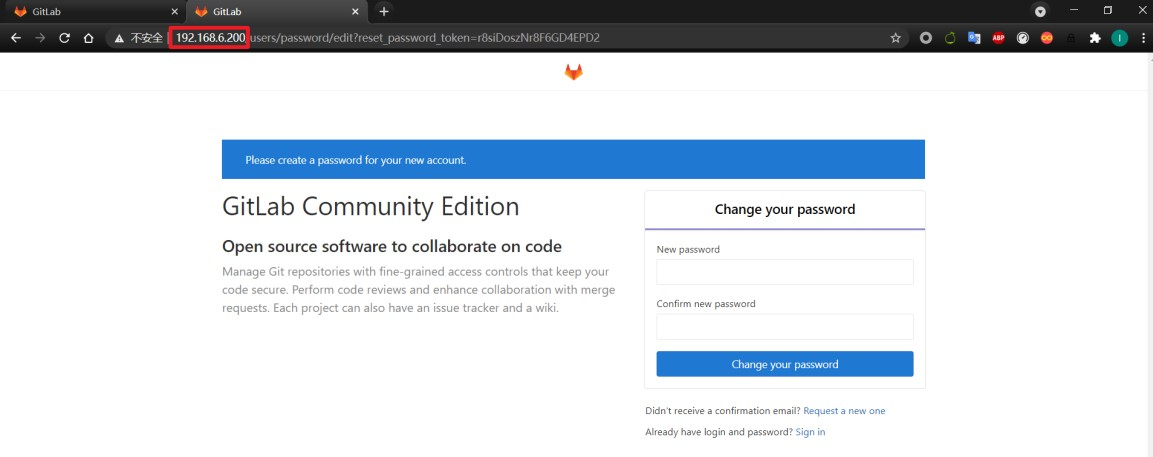 GitLab
GitLab
不安全 192.168.6.200/users/password/edit?reset_password_token=r8siDoszNr8F6GD4EPD2
ABP
I
Please create a password for your new account.
GitLab Community Edition
Open source software to collaborate on code
Manage Git repositories with fine-grained access controls that keep your
code secure. Perform code reviews and enhance collaboration with merge
requests. Each project can also have an issue tracker and a wiki.
Change your password
New password
Confirm new password
Change your password
Didn't receive a confirmation email? Request a new one
Already have login and password? Sign in